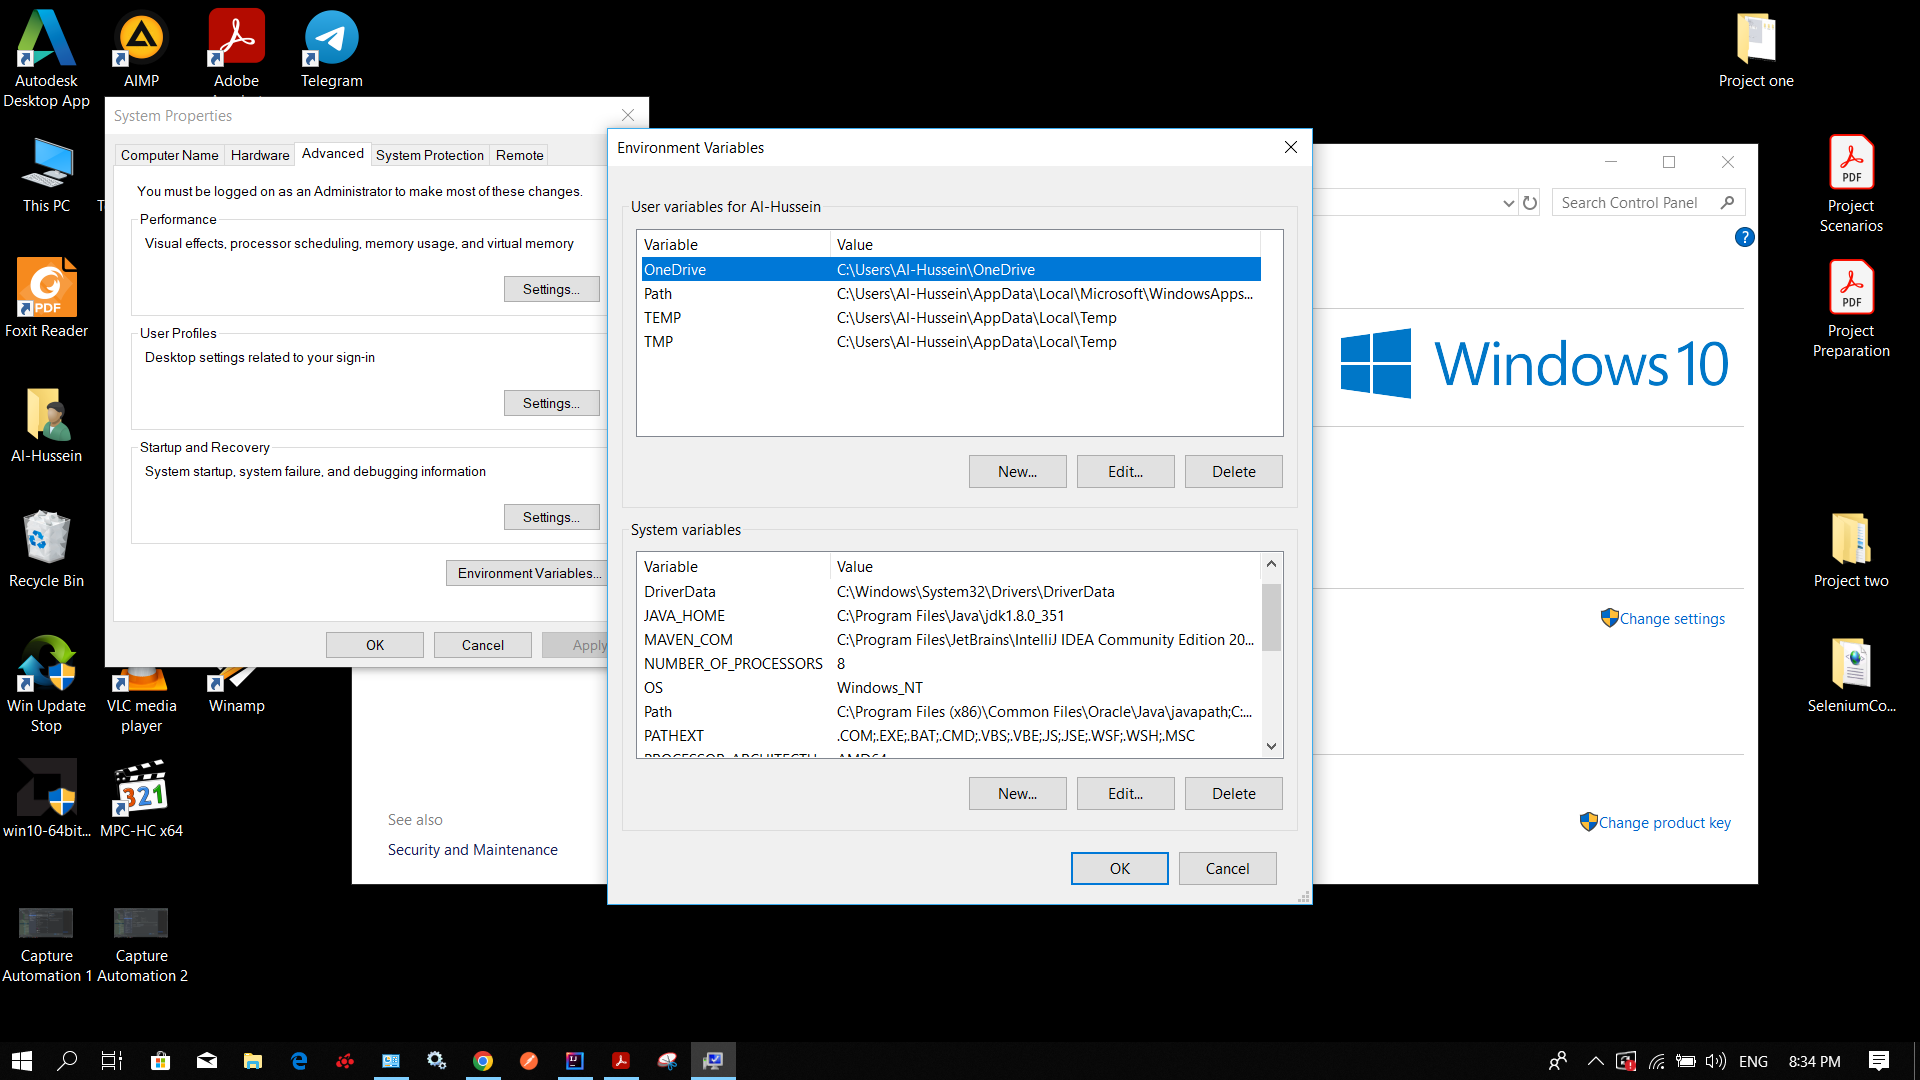 Autodesk
Desktop App
AIMP
Adobe
Telegram
Project one
System Properties
Computer Name
Hardware
Advanced
System Protection
Remote
You must be logged on as an Administrator to make most of these changes.
Performance
Visual effects, processor scheduling, memory usage, and virtual memory
Settings...
User Profiles
Desktop settings related to your sign-in
Settings...
Startup and Recovery
System startup, system failure, and debugging information
Settings...
Environment Variables...
OK
Cancel
Apply
Environment Variables
User variables for Al-Hussein
Variable Value
OneDrive C:\Users\Al-Hussein\OneDrive
Path C:\Users\Al-Hussein\AppData\Local\Microsoft\WindowsApps...
TEMP C:\Users\Al-Hussein\AppData\Local\Temp
TMP C:\Users\Al-Hussein\AppData\Local\Temp
New... Edit... Delete
System variables
Variable Value
DriverData C:\Windows\System32\Drivers\DriverData
JAVA_HOME C:\Program Files\Java\jdk1.8.0_351
MAVEN_COM C:\Program Files\JetBrains\IntelliJ IDEA Community Edition 20...
NUMBER_OF_PROCESSORS 8
OS Windows_NT
Path C:\Program Files (x86)\Common Files\Oracle\Java\javapath;C:...
PATHEXT .COM;.EXE;.BAT;.CMD;.VBS;.VBE;.JS;.JSE;.WSF;.WSH;.MSC
New... Edit... Delete
OK Cancel
Search Control Panel
?
Windows 10
Change settings
Change product key
See also
Security and Maintenance
This PC
Foxit Reader
PDF
Al-Hussein
Recycle Bin
Win Update
Stop
VLC media
player
Winamp
win10-64bit...
321
MPC-HC x64
Capture
Automation 1
Capture
Automation 2
PDF
Project
Scenarios
PDF
Project
Preparation
Project two
SeleniumCo...
ENG
8:34 PM